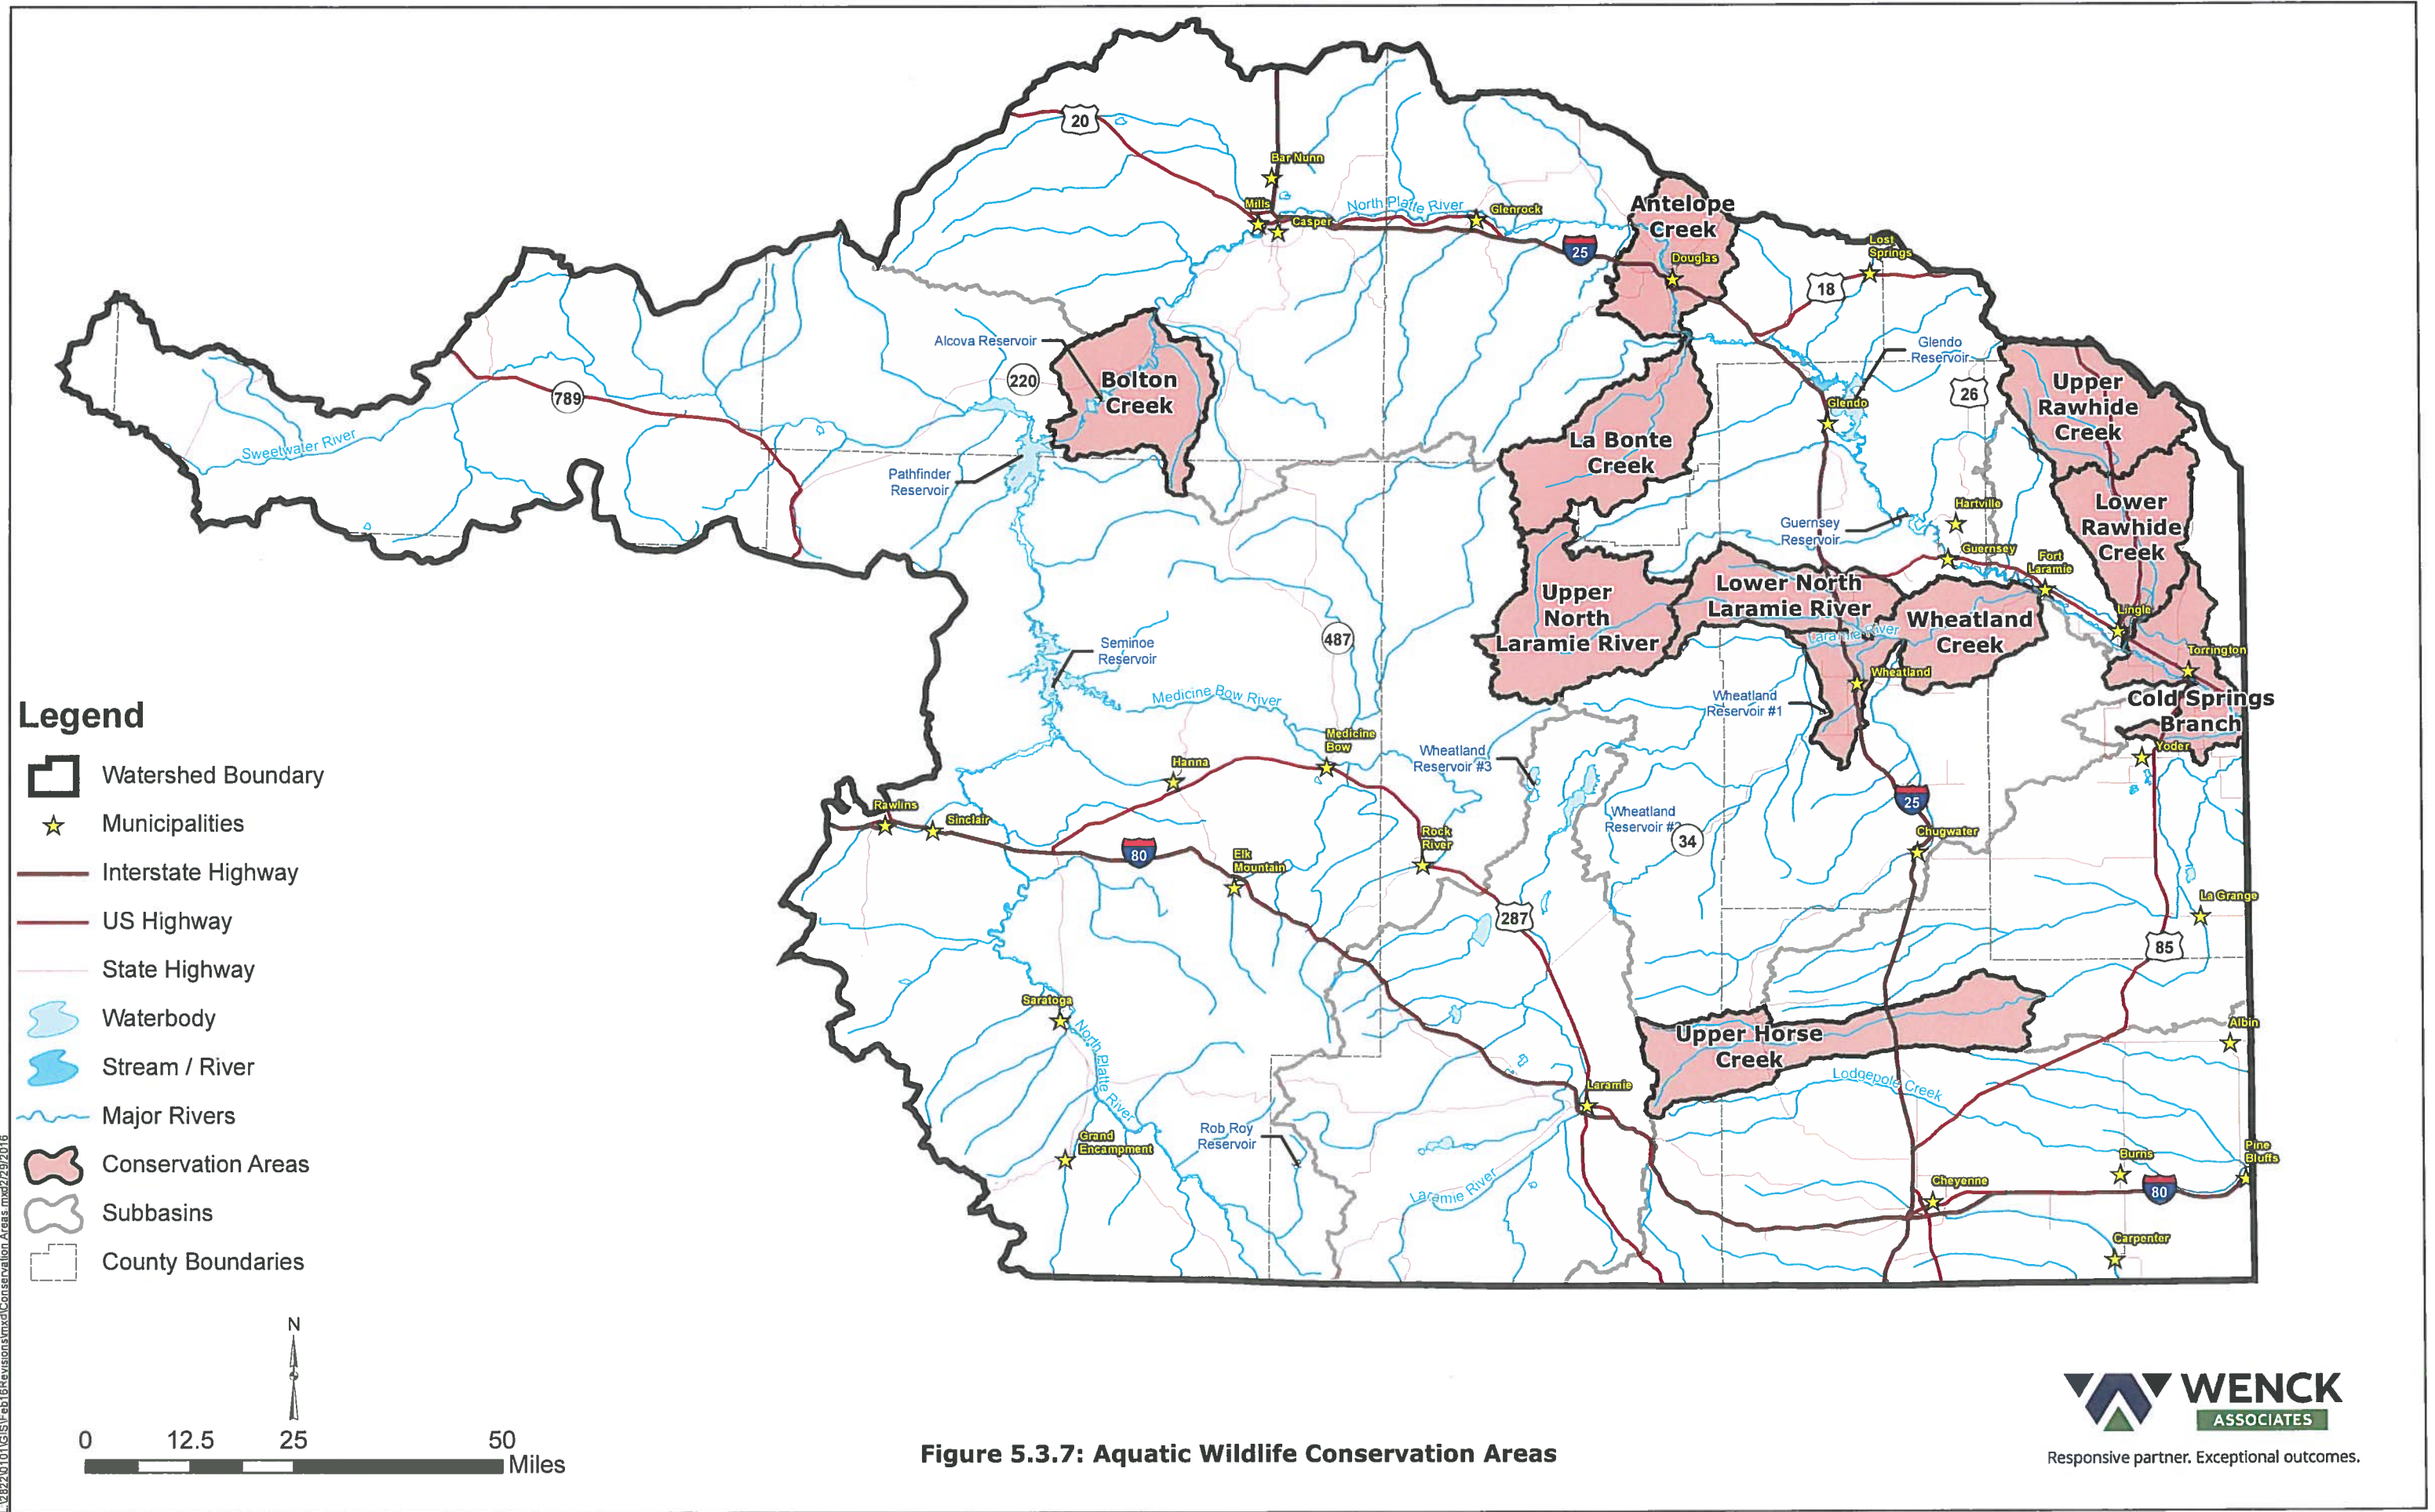 20
Bar Nunn
Mills
Casper
North Platte River
Glenrock
25
Antelope
Creek
Douglas
Lost
Springs
18
Alcova Reservoir
220
Bolton
Creek
789
Sweetwater River
Pathfinder
Reservoir
La Bonte
Creek
Glendo
Reservoir
Glendo
26
Upper
Rawhide
Creek
Lower
Rawhide
Creek
Hartville
Guernsey
Reservoir
Guernsey
Fort
Laramie
Upper
North
Laramie River
Lower North
Laramie River
Laramie River
Wheatland
Creek
Lingle
Torrington
487
Seminoe
Reservoir
Medicine Bow River
Wheatland
Wheatland
Reservoir #1
Cold Springs
Branch
Yoder
Medicine
Bow
Hanna
Wheatland
Reservoir #3
Wheatland
Reservoir #2
34
25
Rawlins
Sinclair
80
Elk
Mountain
Rock
River
Chugwater
287
La Grange
85
Saratoga
North Platte River
Upper Horse
Creek
Albin
Lodgepole Creek
Laramie
Grand
Encampment
Rob Roy
Reservoir
Laramie River
Pine
Bluffs
Burns
Cheyenne
80
Carpenter
Legend
Watershed Boundary
Municipalities
Interstate Highway
US Highway
State Highway
Waterbody
Stream / River
Major Rivers
Conservation Areas
Subbasins
County Boundaries
N
0 12.5 25 50
Miles
Figure 5.3.7: Aquatic Wildlife Conservation Areas
WENCK
ASSOCIATES
Responsive partner. Exceptional outcomes.